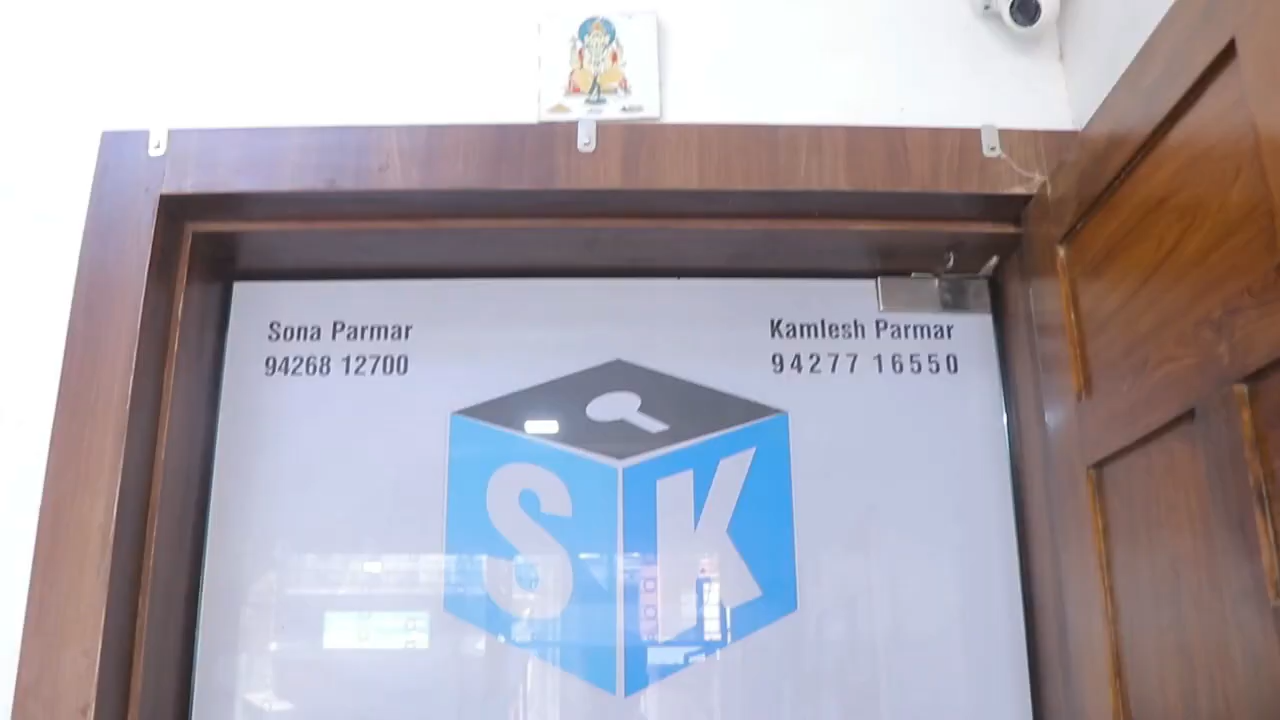 Sona Parmar
94268 12700
Kamlesh Parmar
94277 16550
SK